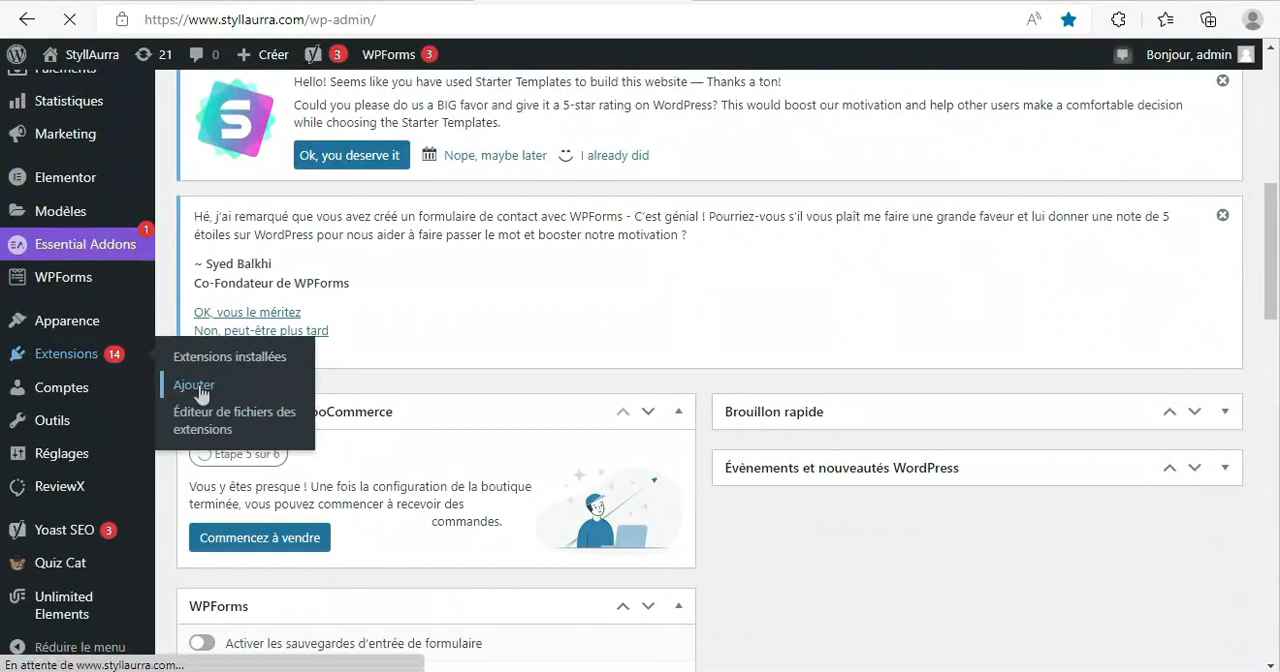 https://www.styllaurra.com/wp-admin/
StyllAurra
21
0
Créer
3
WPForms
3
Bonjour, admin
Statistiques
Marketing
Elementor
Modèles
1
Essential Addons
WPForms
Apparence
Extensions
14
Comptes
Outils
Réglages
ReviewX
Yoast SEO
3
Quiz Cat
Unlimited
Elements
Réduire le menu
En attente de www.styllaurra.com...
Extensions installées
Ajouter
Éditeur de fichiers des
extensions
Hello! Seems like you have used Starter Templates to build this website — Thanks a ton!
Could you please do us a BIG favor and give it a 5-star rating on WordPress? This would boost our motivation and help other users make a comfortable decision
while choosing the Starter Templates.
Ok, you deserve it
Nope, maybe later
I already did
Hé, j'ai remarqué que vous avez créé un formulaire de contact avec WPForms - C'est génial ! Pourriez-vous s'il vous plaît me faire une grande faveur et lui donner une note de 5
étoiles sur WordPress pour nous aider à faire passer le mot et booster notre motivation ?
~ Syed Balkhi
Co-Fondateur de WPForms
OK, vous le méritez
Non, peut-être plus tard
ooCommerce
Étape 5 sur 6
Vous y êtes presque ! Une fois la configuration de la boutique
terminée, vous pouvez commencer à recevoir des
commandes.
Commencez à vendre
WPForms
Activer les sauvegardes d'entrée de formulaire
Brouillon rapide
Évènements et nouveautés WordPress